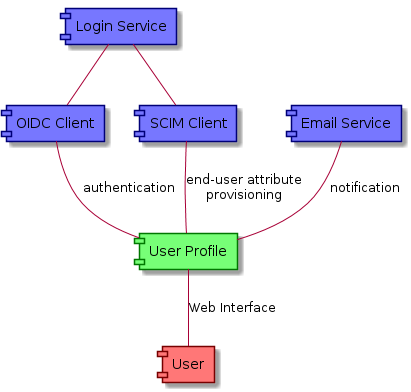 Login Service
OIDC Client
SCIM Client
Email Service
authentication
end-user attribute
provisioning
notification
User Profile
Web Interface
User